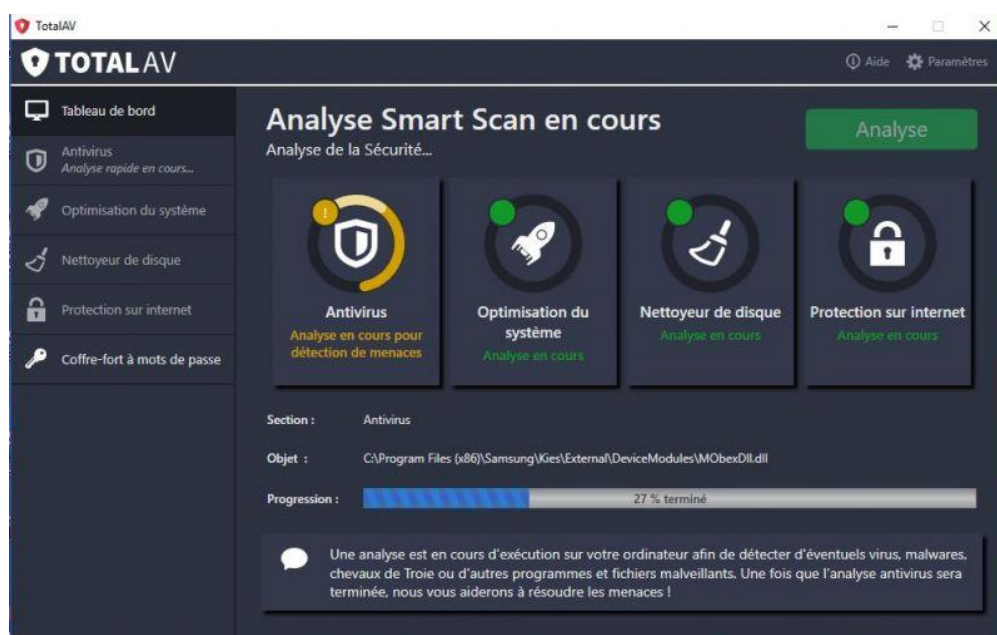 TotalAV
TOTALAV
Aide
Paramètres
Tableau de bord
Antivirus
Analyse rapide en cours...
Optimisation du système
Nettoyeur de disque
Protection sur internet
Coffre-fort à mots de passe
Analyse Smart Scan en cours
Analyse de la Sécurité...
Analyse
Antivirus
Analyse en cours pour
détection de menaces
Optimisation du
système
Analyse en cours
Nettoyeur de disque
Analyse en cours
Protection sur internet
Analyse en cours
Section : Antivirus
Objet : C:\Program Files (x86)\Samsung\Kies\External\DeviceModules\MObexDll.dll
Progression : 27 % terminé
Une analyse est en cours d'exécution sur votre ordinateur afin de détecter d'éventuels virus, malwares,
chevaux de Troie ou d'autres programmes et fichiers malveillants. Une fois que l'analyse antivirus sera
terminée, nous vous aiderons à résoudre les menaces !